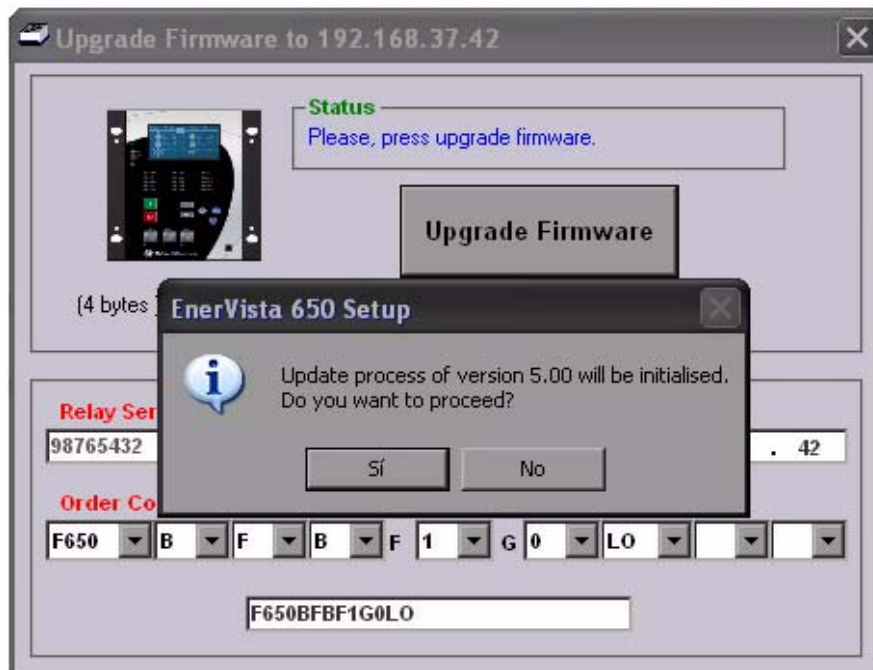 Upgrade Firmware to 192.168.37.42
Status
Please, press upgrade firmware.
Upgrade Firmware
(4 bytes
EnerVista 650 Setup
Update process of version 5.00 will be initialised.
Do you want to proceed?
Sí No
Relay Ser
98765432 . 42
Order Co
F650 B F B F 1 G 0 LO
F650BFBF1G0LO